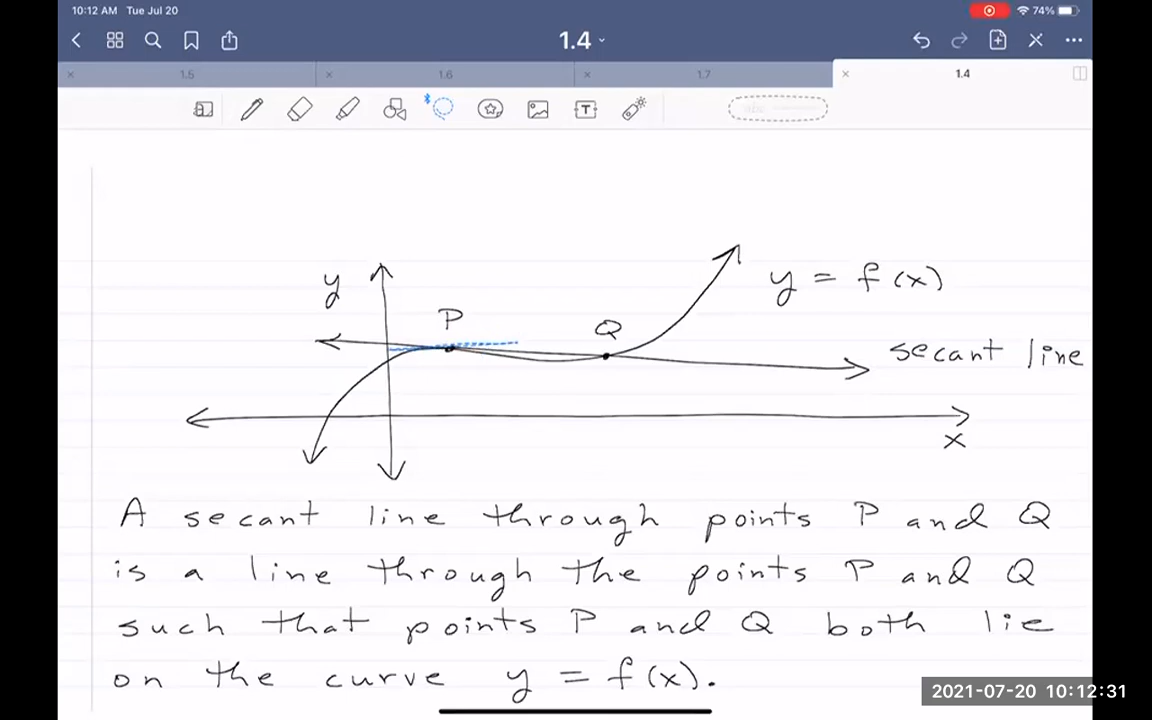 10:12 AM Tue Jul 20
74%
1.4
1.5
1.6
1.7
1.4
y
P
Q
y = f(x)
secant line
x
A secant line through points P and Q
is a line through the points P and Q
such that points P and Q both lie
on the curve y = f(x).
2021-07-20 10:12:31